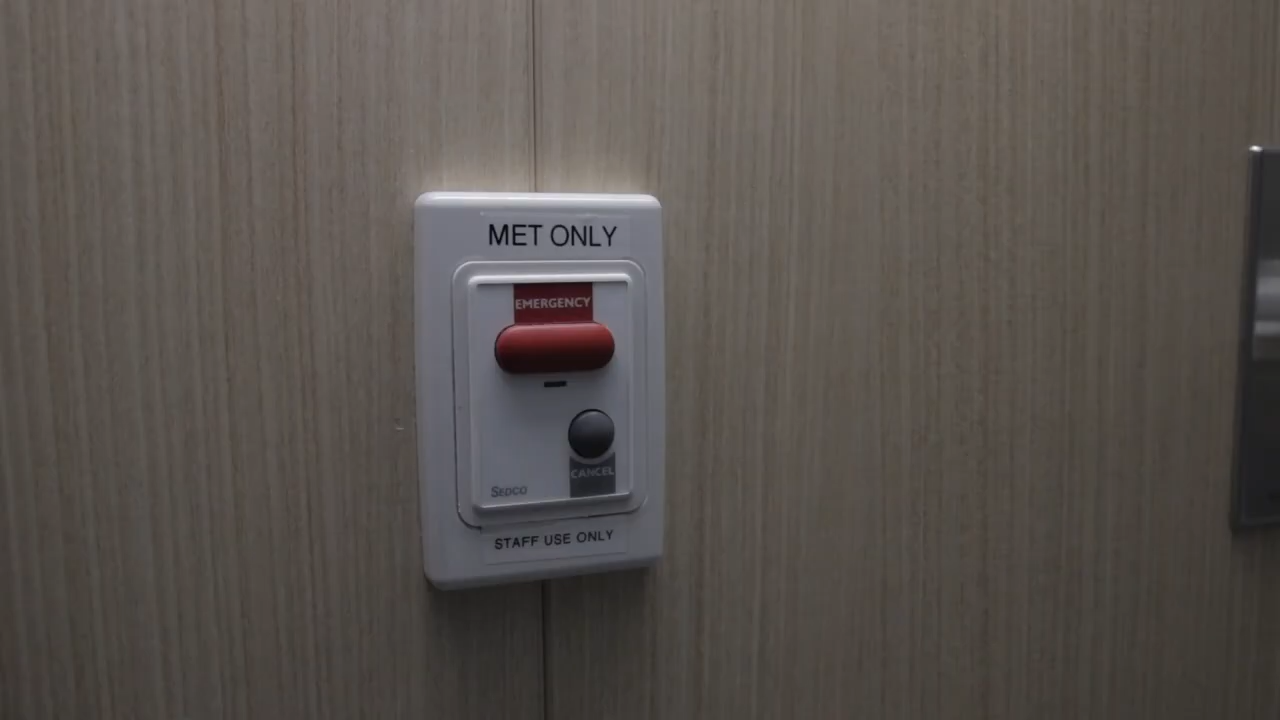 MET ONLY
EMERGENCY
CANCEL
SEDCO
STAFF USE ONLY